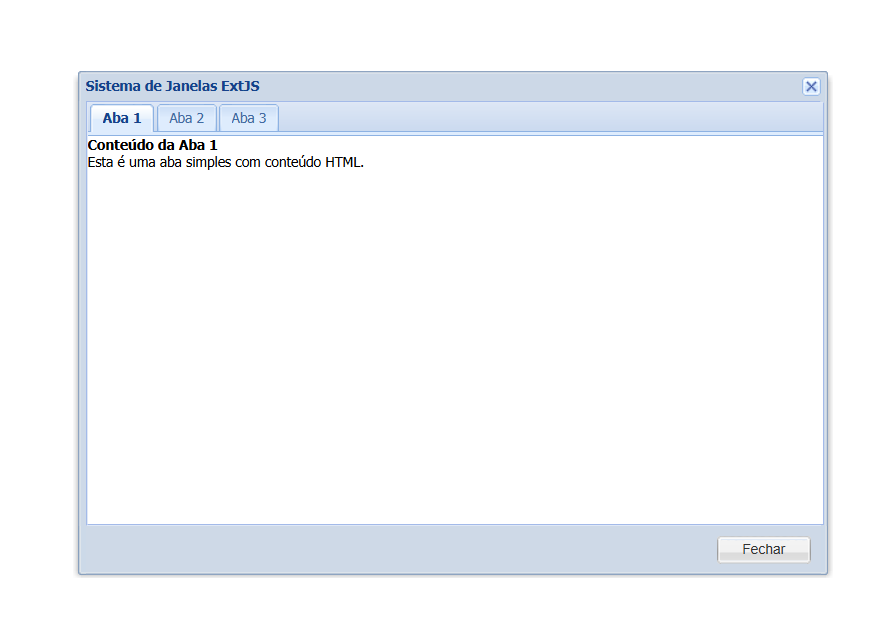 Sistema de Janelas ExtJS
Aba 1 Aba 2 Aba 3
Conteúdo da Aba 1
Esta é uma aba simples com conteúdo HTML.
Fechar